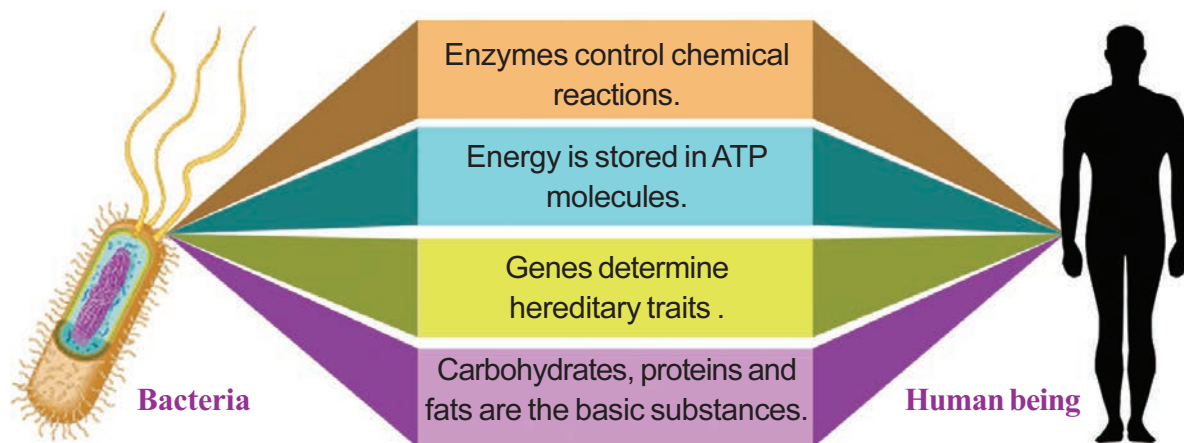 Enzymes control chemical
reactions.
Energy is stored in ATP
molecules.
Genes determine
hereditary traits .
Carbohydrates, proteins and
fats are the basic substances.
Bacteria
Human being